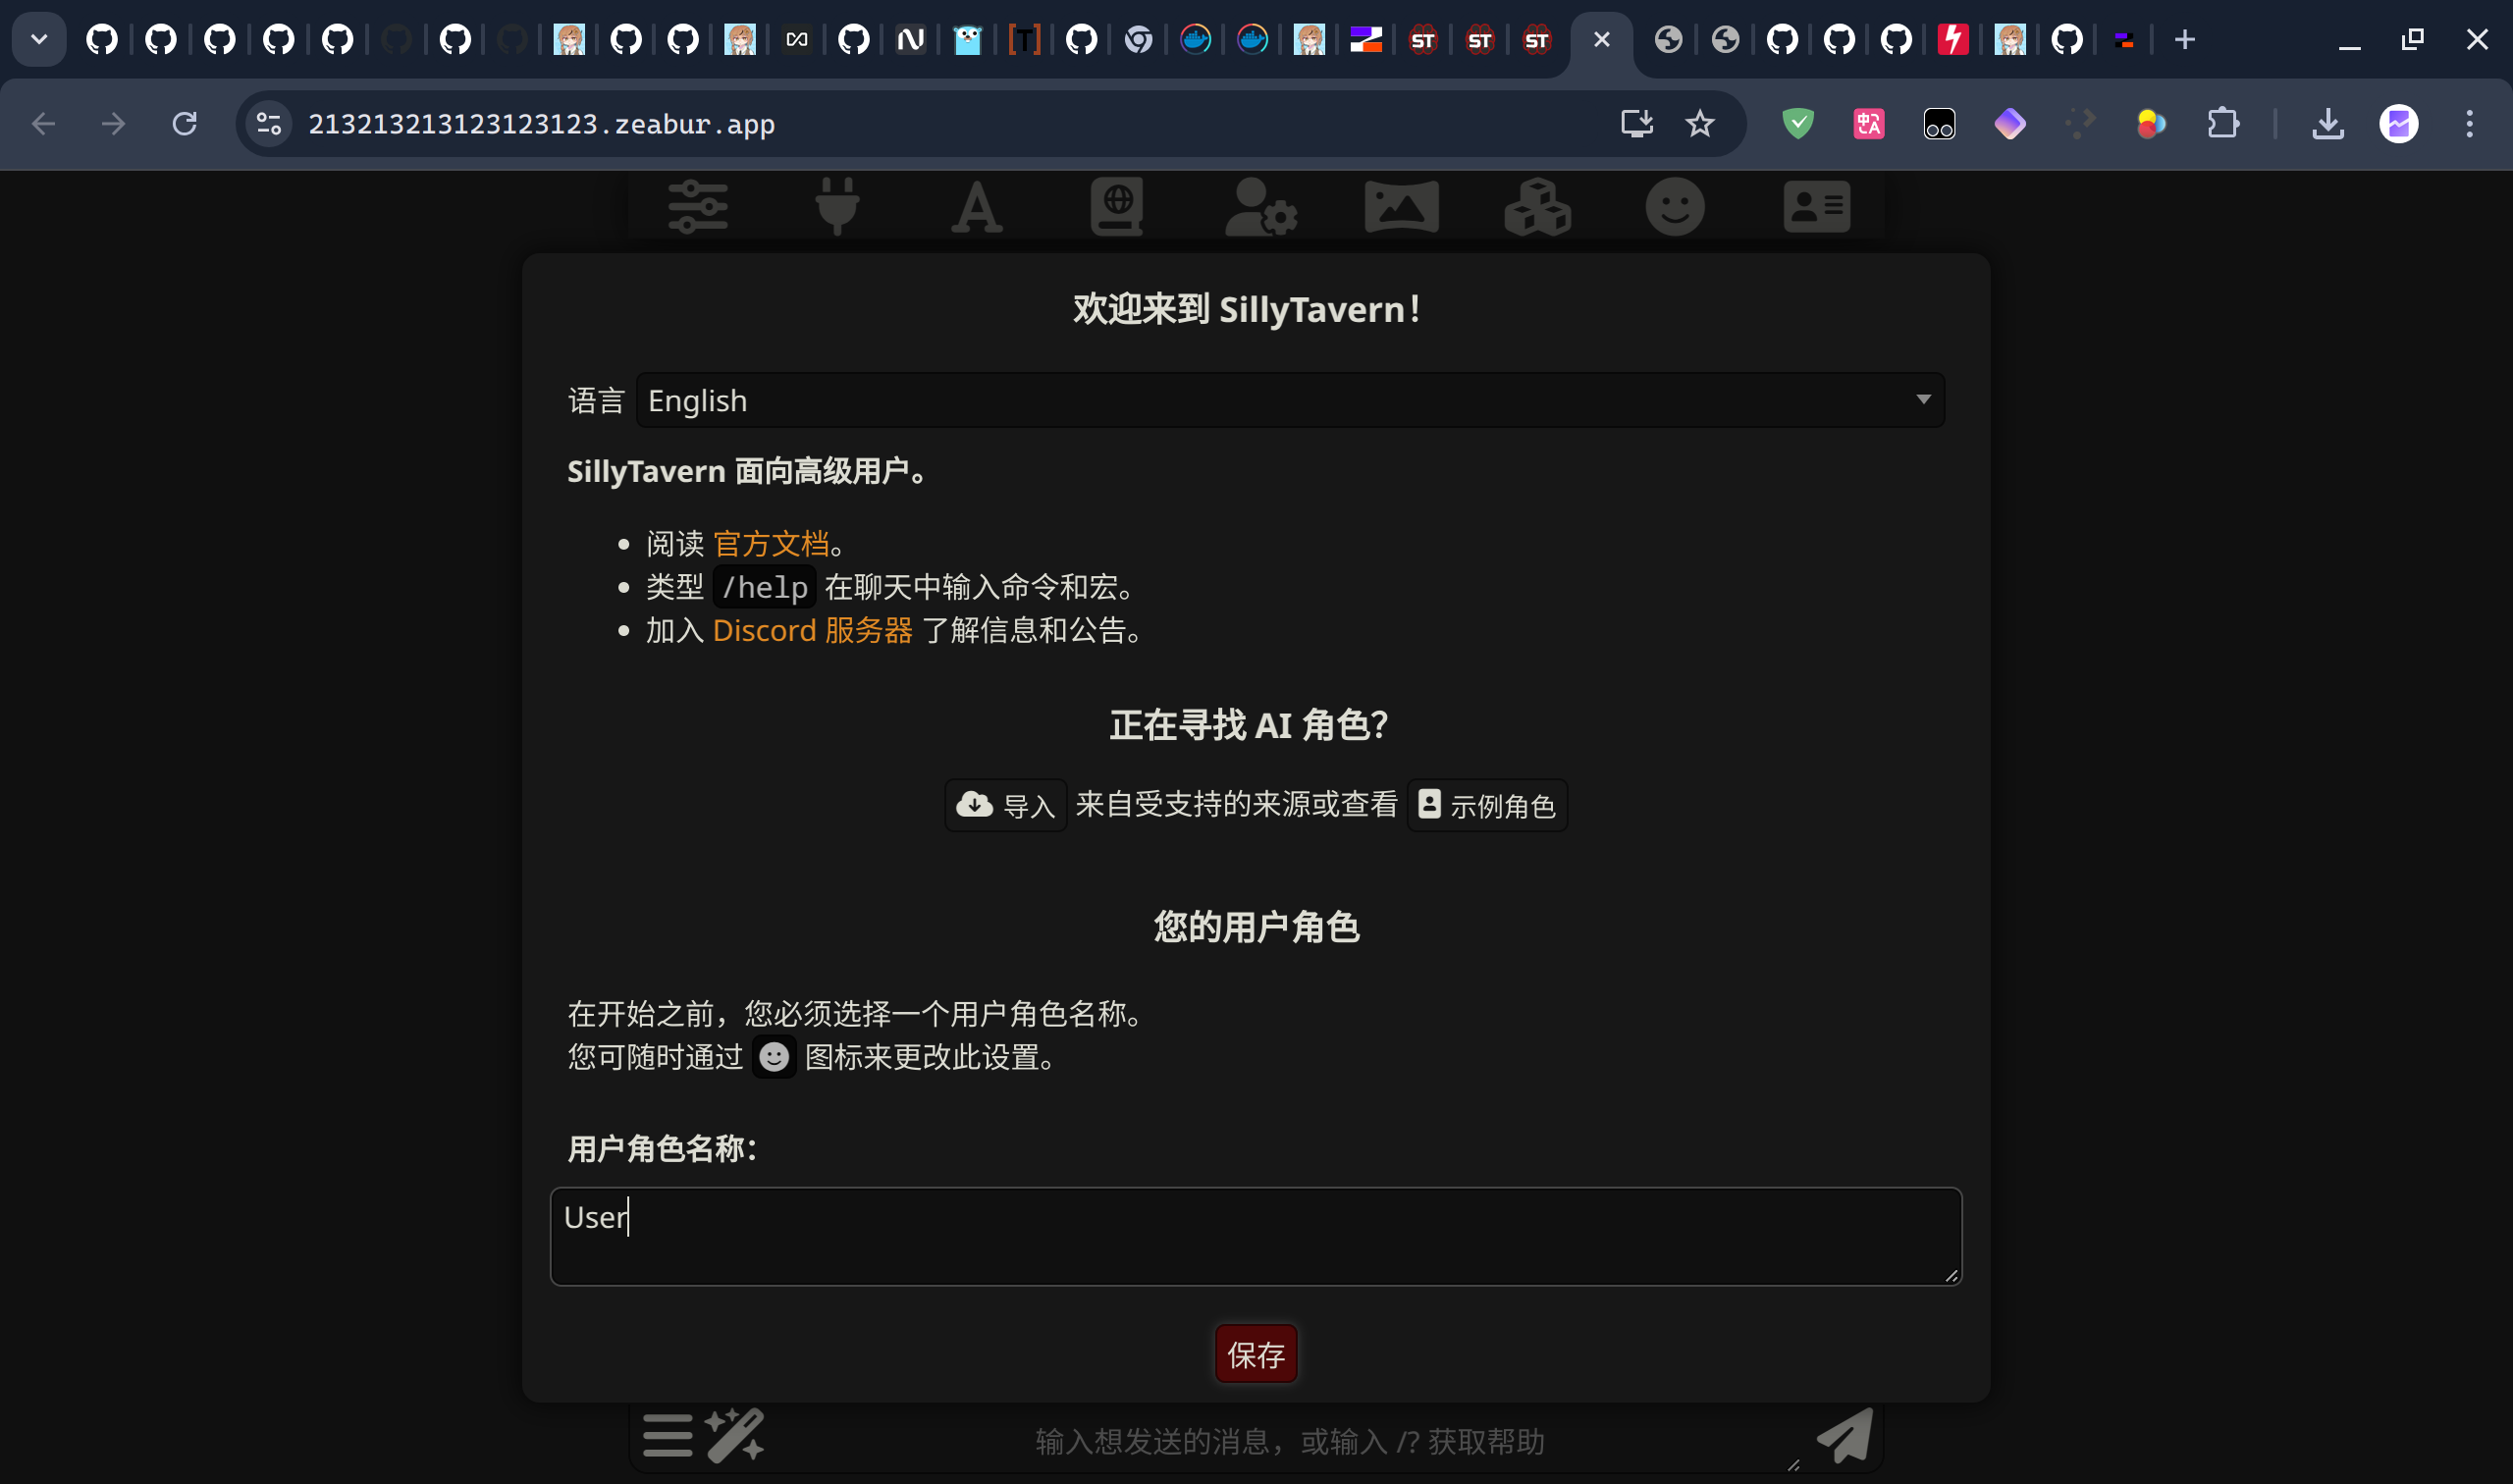 213213213123123123.zeabur.app
欢迎来到 SillyTavern！
语言 English
SillyTavern 面向高级用户。
阅读 官方文档。
类型 /help 在聊天中输入命令和宏。
加入 Discord 服务器 了解信息和公告。
正在寻找 AI 角色？
导入 来自受支持的来源或查看 示例角色
您的用户角色
在开始之前，您必须选择一个用户角色名称。
您可随时通过 图标来更改此设置。
用户角色名称：
User
保存
输入想发送的消息，或输入 /? 获取帮助